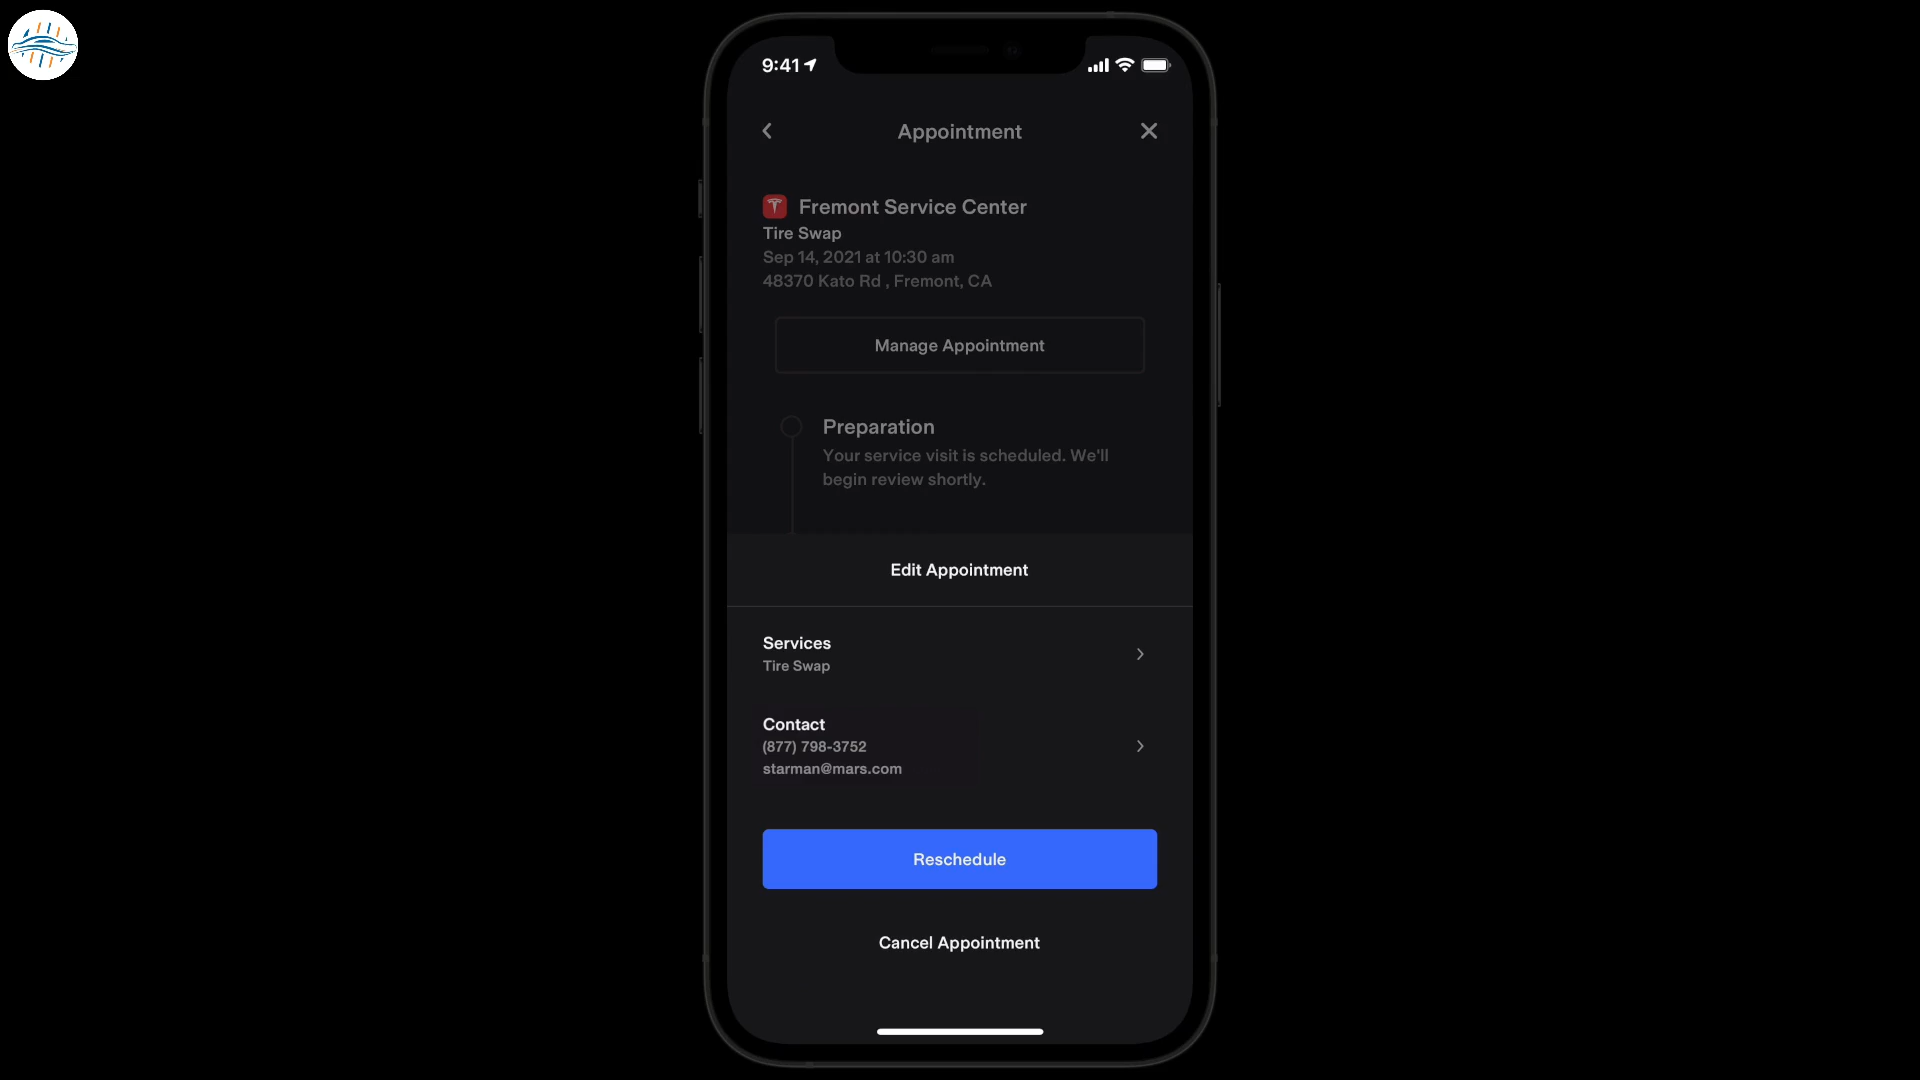 9:41
Appointment
Fremont Service Center
Tire Swap
Sep 14, 2021 at 10:30 am
48370 Kato Rd , Fremont, CA
Manage Appointment
Preparation
Your service visit is scheduled. We'll
begin review shortly.
Edit Appointment
Services
Tire Swap
Contact
(877) 798-3752
starman@mars.com
Reschedule
Cancel Appointment